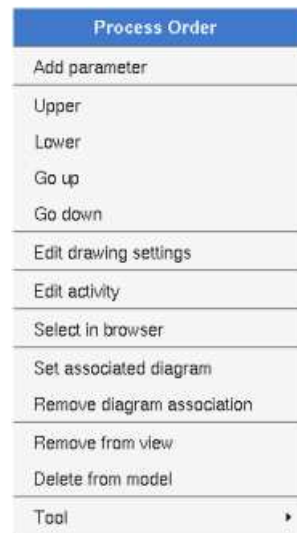 Process Order
Add parameter
Upper
Lower
Go up
Go down
Edit drawing settings
Edit activity
Select in browser
Set associated diagram
Remove diagram association
Remove from view
Delete from model
Tool